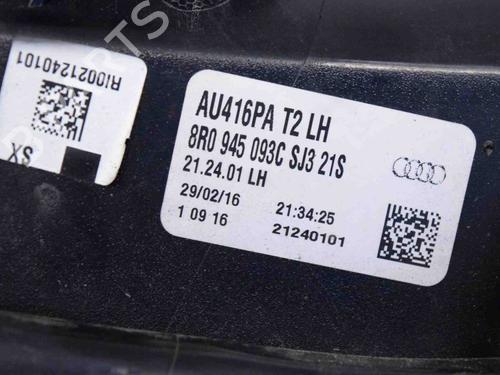 RI0021240101
SX
AU416PA T2 LH
8R0 945 093C SJ3 21S
21.24.01 LH
29/02/16 21:34:25
1 09 16 21240101